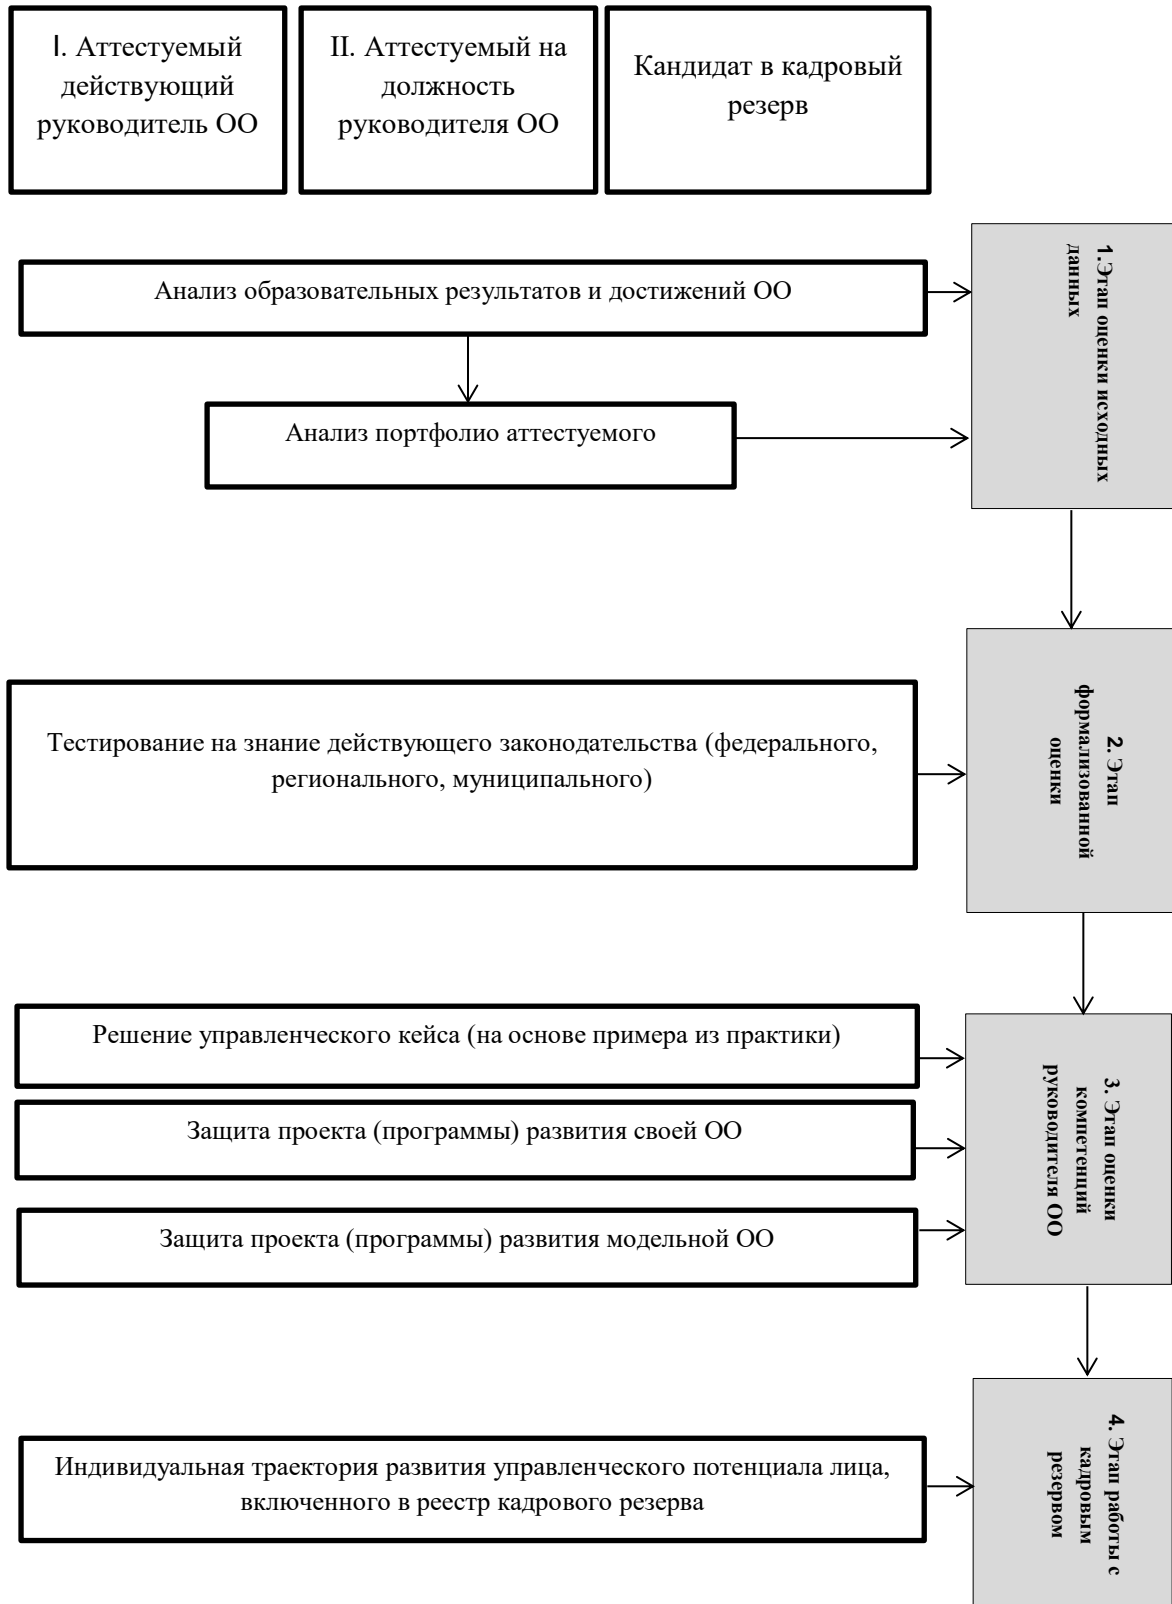 I. Аттестуемый
действующий
руководитель ОО
II. Аттестуемый на
должность
руководителя ОО
Кандидат в кадровый
резерв
Анализ образовательных результатов и достижений ОО
Анализ портфолио аттестуемого
1.Этап оценки исходных
данных
Тестирование на знание действующего законодательства (федерального,
регионального, муниципального)
2. Этап
формализованной
оценки
Решение управленческого кейса (на основе примера из практики)
Защита проекта (программы) развития своей ОО
Защита проекта (программы) развития модельной ОО
3. Этап оценки
компетенций
руководителя ОО
Индивидуальная траектория развития управленческого потенциала лица,
включенного в реестр кадрового резерва
4. Этап работы с
кадровым
резервом